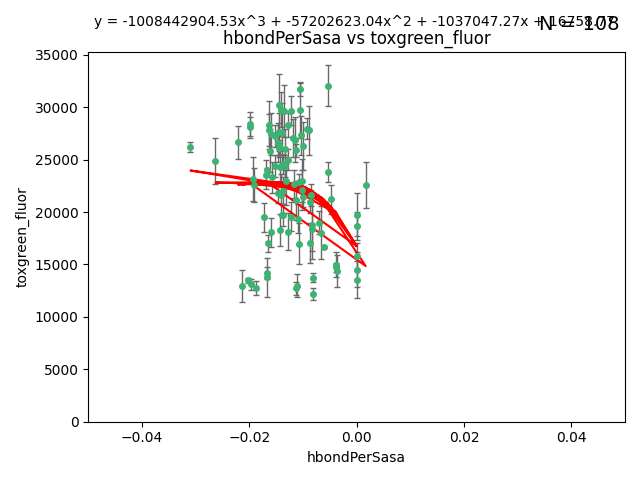 y = -1008442904.53x^3 + -57202623.04x^2 + -1037047.27x + 16758.77
N = 108
hbondPerSasa vs toxgreen_fluor
35000
30000
25000
20000
15000
10000
5000
0
toxgreen_fluor
−0.04
−0.02
0.00
0.02
0.04
hbondPerSasa